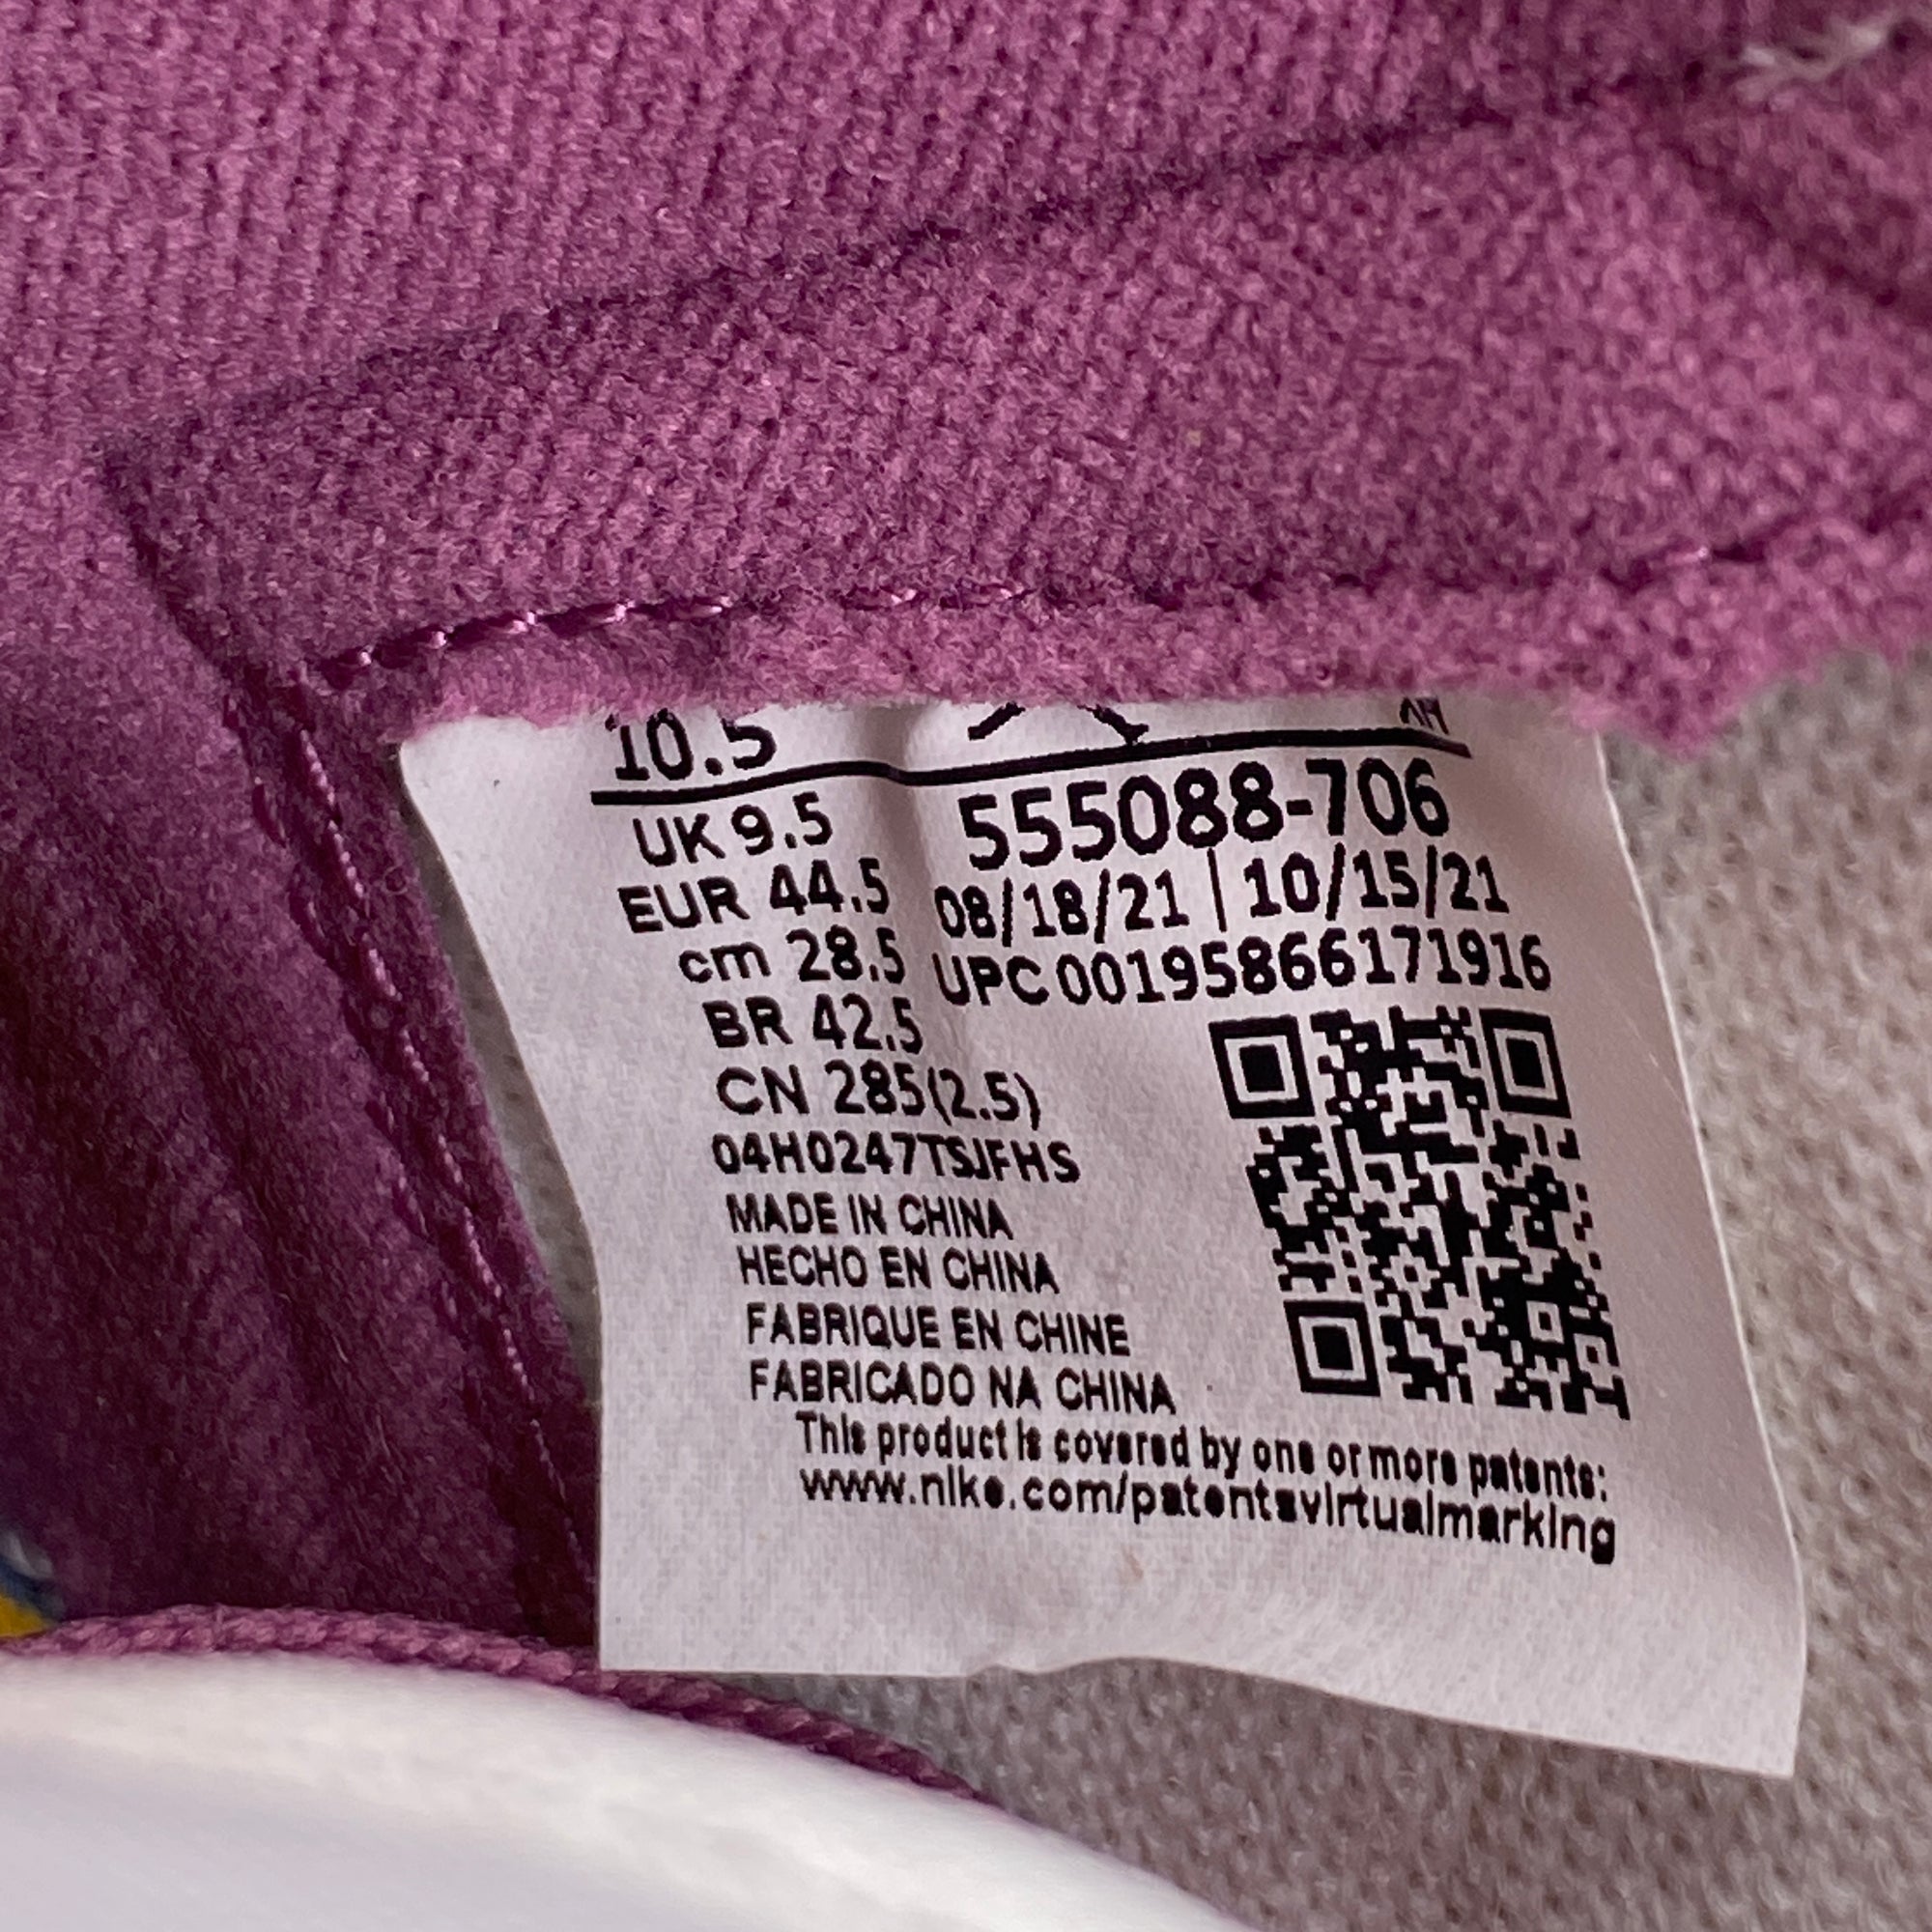 10.5
UK 9.5
EUR 44.5
cm 28.5
BR 42.5
CN 285(2.5)
555088-706
08/18/21 | 10/15/21
UPC 00195866171916
04H0247TSJFHS
MADE IN CHINA
HECHO EN CHINA
FABRIQUE EN CHINE
FABRICADO NA CHINA
This product is covered by one or more patents:
www.nike.com/patentsvirtualmarking